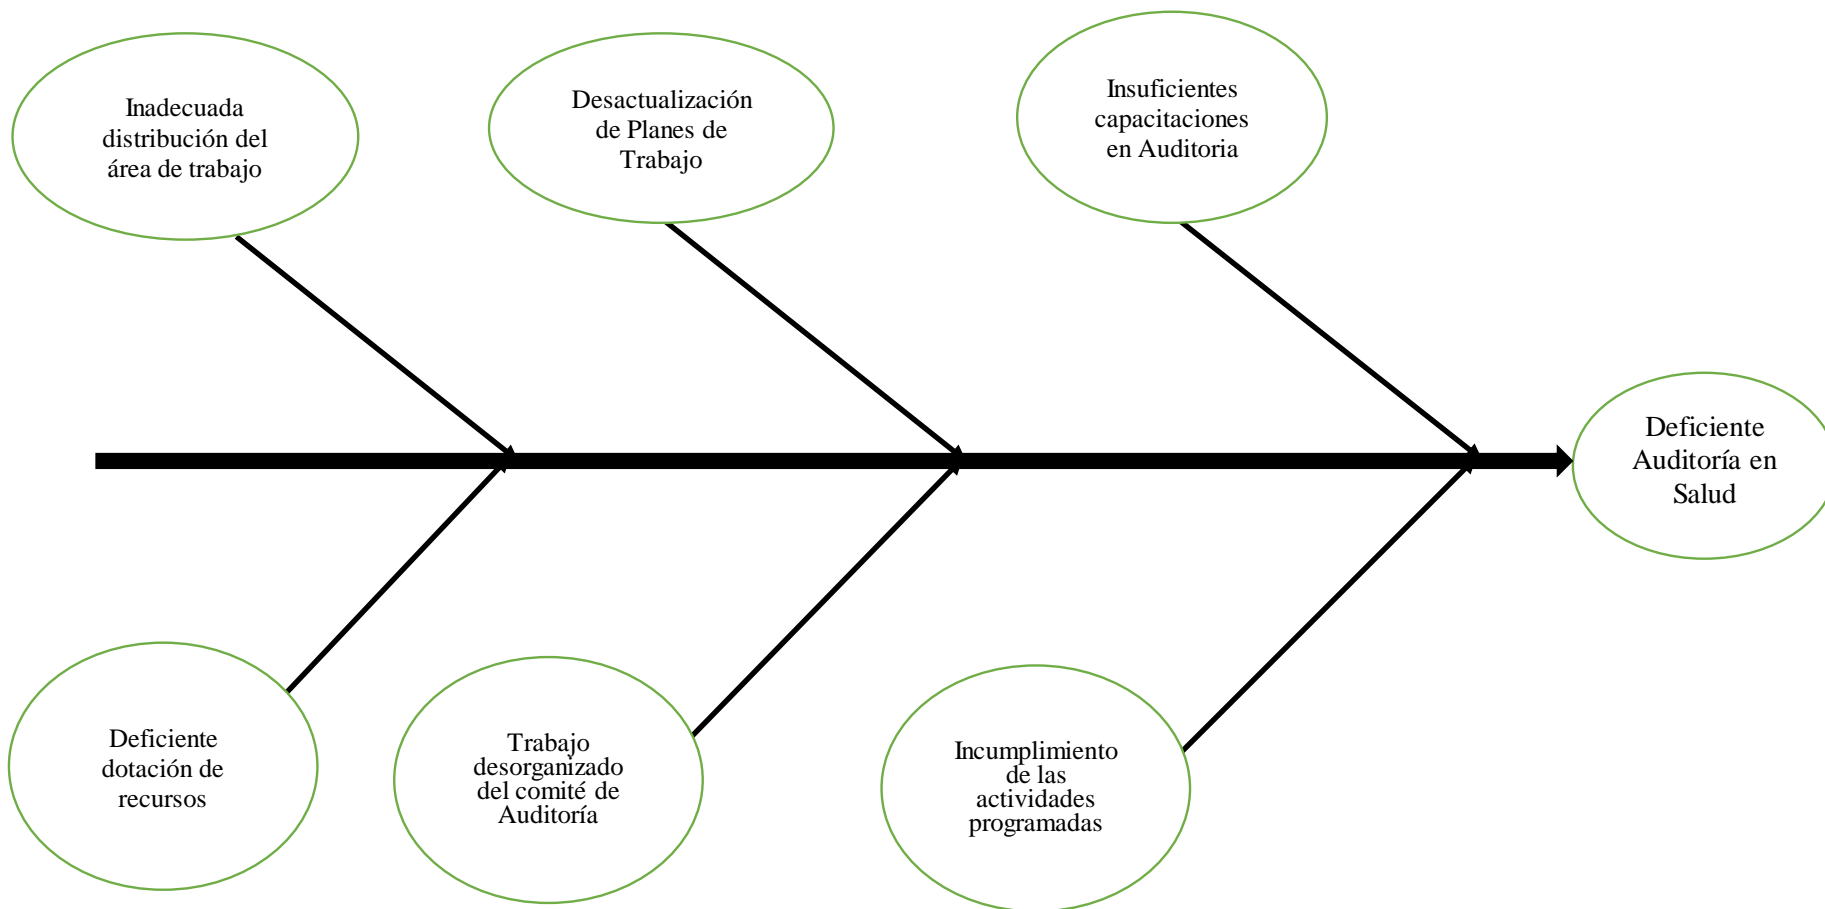 Inadecuada
distribución del
área de trabajo
Desactualización
de Planes de
Trabajo
Insuficientes
capacitaciones
en Auditoria
Deficiente
Auditoría en
Salud
Deficiente
dotación de
recursos
Trabajo
desorganizado
del comité de
Auditoría
Incumplimiento
de las
actividades
programadas